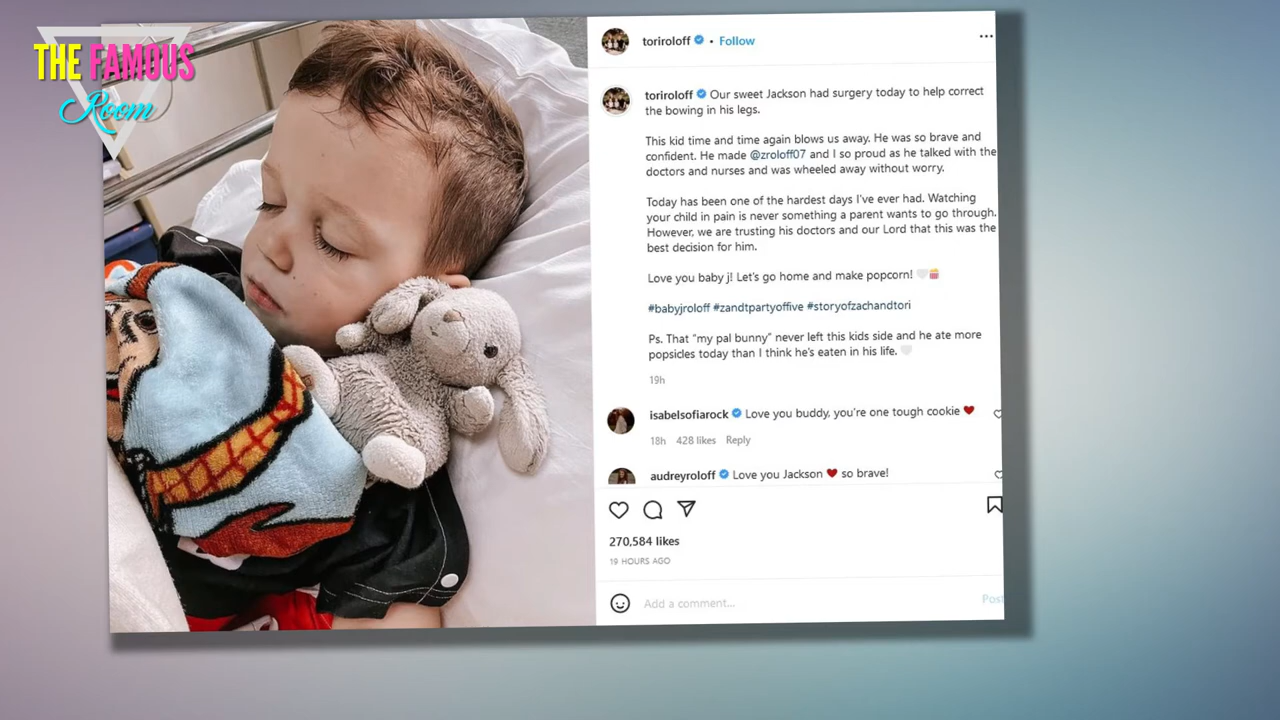 THE FAMOUS
Room
toriroloff • Follow
toriroloff Our sweet Jackson had surgery today to help correct
the bowing in his legs.
This kid time and time again blows us away. He was so brave and
confident. He made @zroloff07 and I so proud as he talked with the
doctors and nurses and was wheeled away without worry.
Today has been one of the hardest days I've ever had. Watching
your child in pain is never something a parent wants to go through.
However, we are trusting his doctors and our Lord that this was the
best decision for him.
Love you baby j! Let's go home and make popcorn! 🤍🍿
#babyjroloff #zandtpartyoffive #storyofzachandtori
Ps. That "my pal bunny" never left this kids side and he ate more
popsicles today than I think he's eaten in his life. 🤍
19h
isabelsofiarock Love you buddy, you're one tough cookie ❤️
18h 428 likes Reply
audreyroloff Love you Jackson ❤️ so brave!
270,584 likes
19 HOURS AGO
Add a comment...
Post